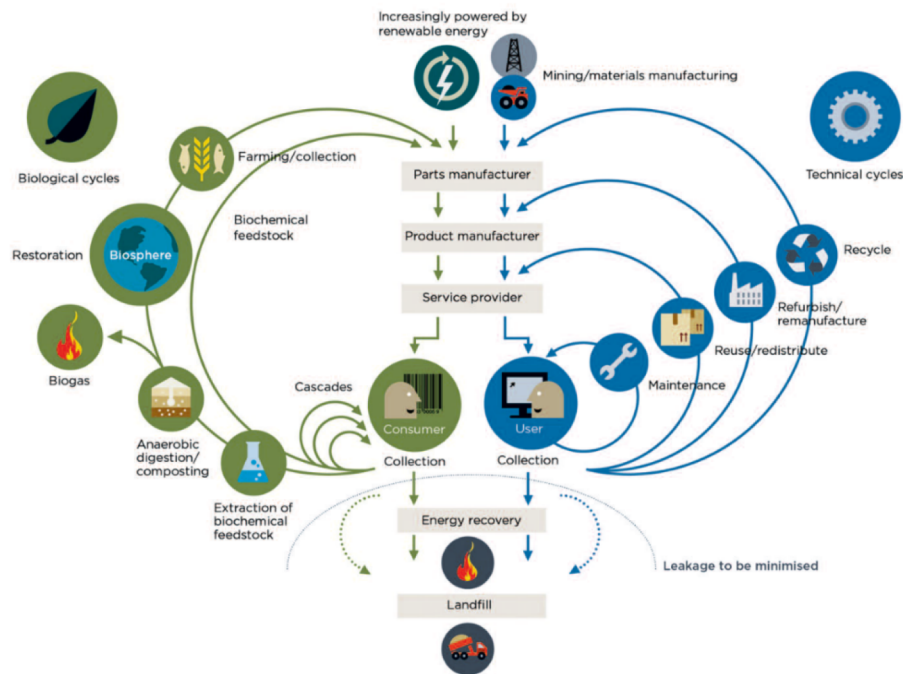 Increasingly powered by
renewable energy
Mining/materials manufacturing
Biological cycles
Farming/collection
Technical cycles
Parts manufacturer
Biochemical
feedstock
Product manufacturer
Restoration
Biosphere
Recycle
Service provider
Refurbish/
remanufacture
Biogas
Reuse/redistribute
Cascades
Maintenance
Consumer
User
Anaerobic
digestion/
composting
Collection
Collection
Extraction of
biochemical
feedstock
Energy recovery
Leakage to be minimised
Landfill